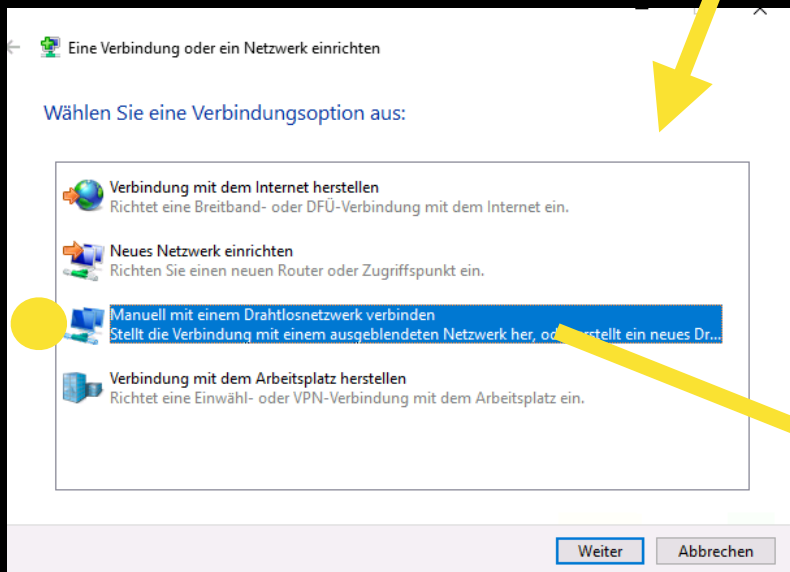 Eine Verbindung oder ein Netzwerk einrichten
Wählen Sie eine Verbindungsoption aus:
Verbindung mit dem Internet herstellen
Richtet eine Breitband- oder DFÜ-Verbindung mit dem Internet ein.
Neues Netzwerk einrichten
Richten Sie einen neuen Router oder Zugriffspunkt ein.
Manuell mit einem Drahtlosnetzwerk verbinden
Stellt die Verbindung mit einem ausgeblendeten Netzwerk her, ein neues Dr...
Verbindung mit dem Arbeitsplatz herstellen
Richtet eine Einwähl- oder VPN-Verbindung mit dem Arbeitsplatz ein.
Weiter
Abbrechen